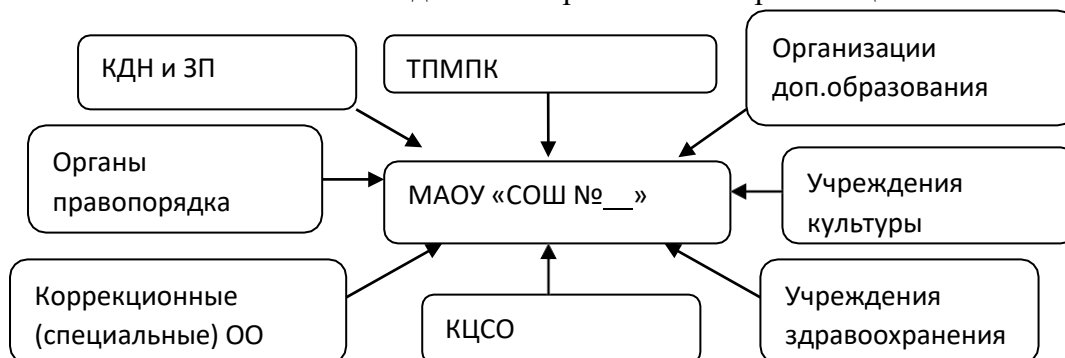 КДН и ЗП
ТПМПК
Организации
доп.образования
Органы
правопорядка
МАОУ «СОШ №__»
Учреждения
культуры
Коррекционные
(специальные) ОО
КЦСО
Учреждения
здравоохранения